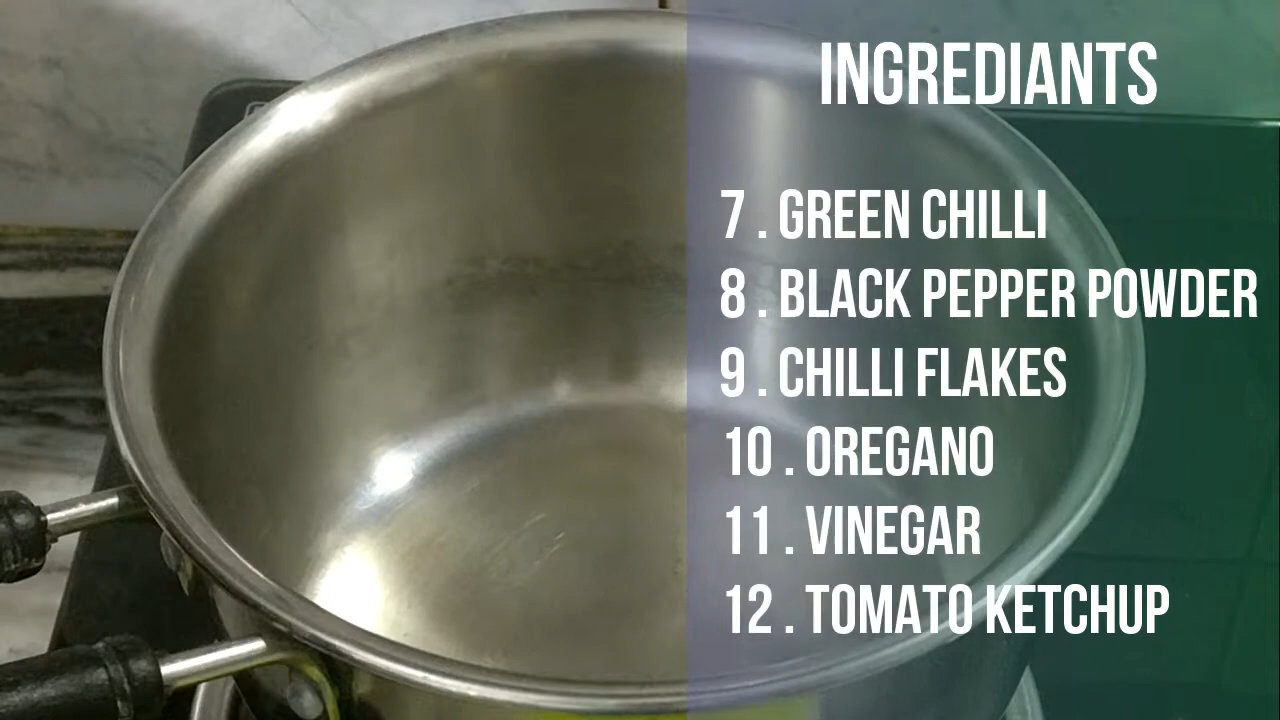 INGREDIANTS
7 . GREEN CHILLI
8 . BLACK PEPPER POWDER
9 . CHILLI FLAKES
10 . OREGANO
11 . VINEGAR
12 . TOMATO KETCHUP